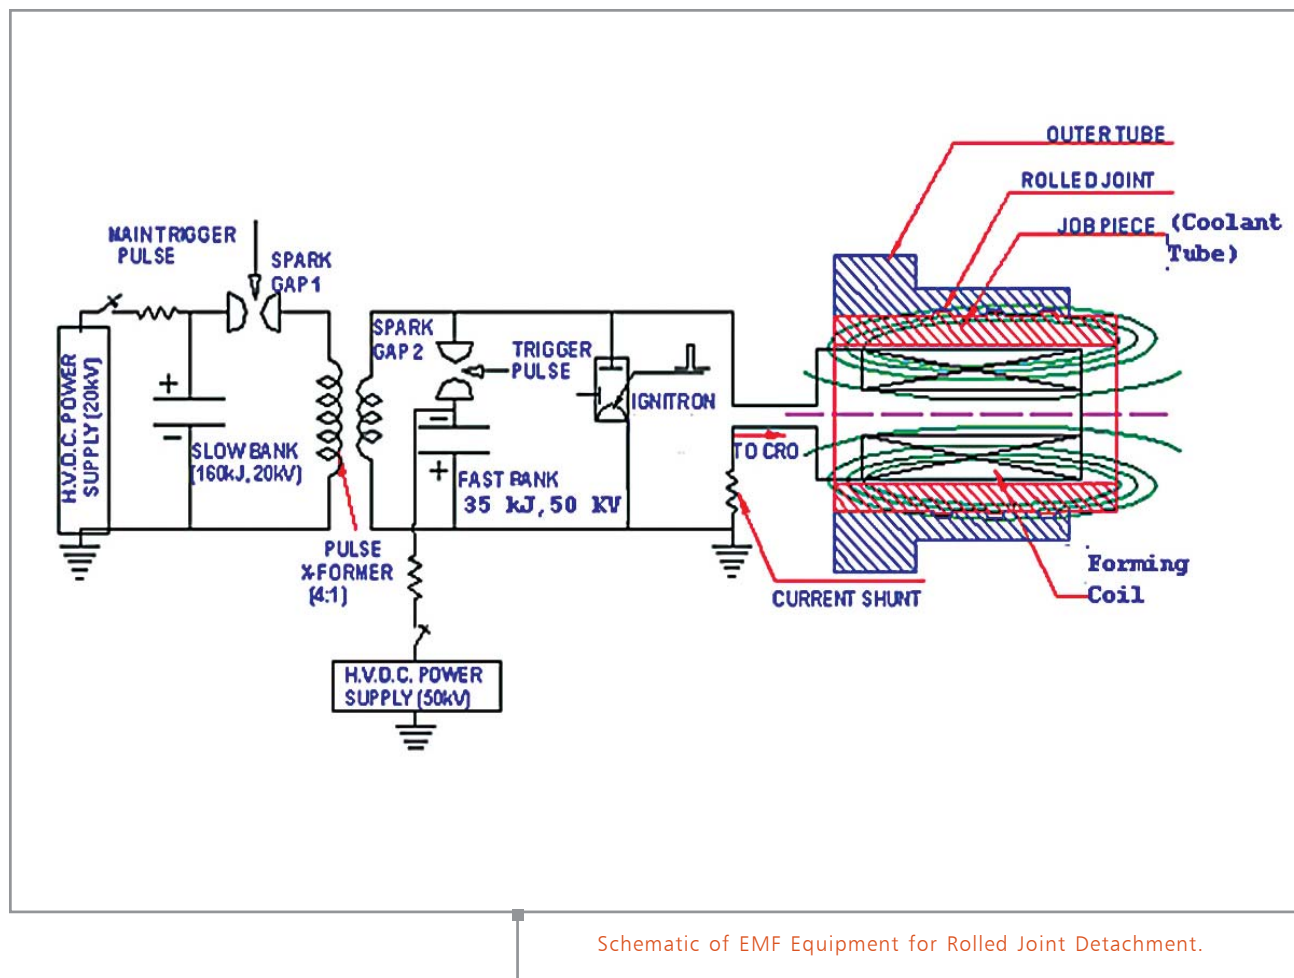 OUTER TUBE
ROLLED JOINT
JOB PIECE (Coolant
Tube)
MAIN TRIGGER
PULSE
SPARK
GAP 1
SPARK
GAP 2
TRIGGER
PULSE
IGNITRON
H.V.D.C. POWER
SUPPLY (20kV)
+
−
SLOW BANK
(160kJ, 20kV)
−
+
FAST BANK
35 kJ, 50 KV
TO CRO
PULSE
X-FORMER
(4:1)
CURRENT SHUNT
Forming
Coil
H.V.D.C. POWER
SUPPLY (50kV)
Schematic of EMF Equipment for Rolled Joint Detachment.